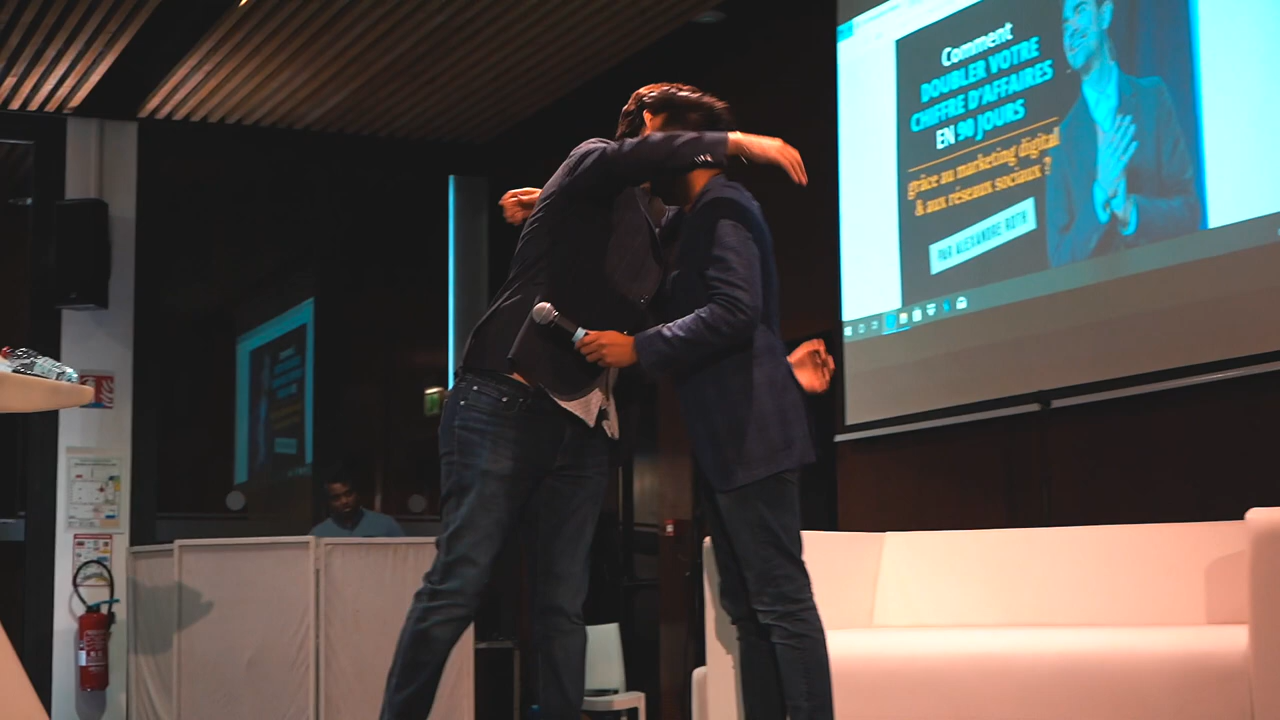 Comment
DOUBLER VOTRE
CHIFFRE D'AFFAIRES
EN 90 JOURS
grâce au marketing digital
& aux réseaux sociaux ?
PAR ALEXANDRE ROTH